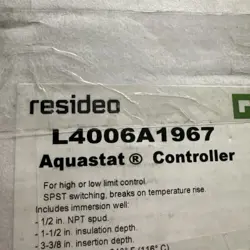 resideo
L4006A1967
Aquastat® Controller
For high or low limit control.
SPST switching, breaks on temperature rise.
Includes immersion well:
- 1/2 in. NPT spud.
- 1-1/2 in. insulation depth.
- 3-3/8 in. insertion depth.
(116° C)